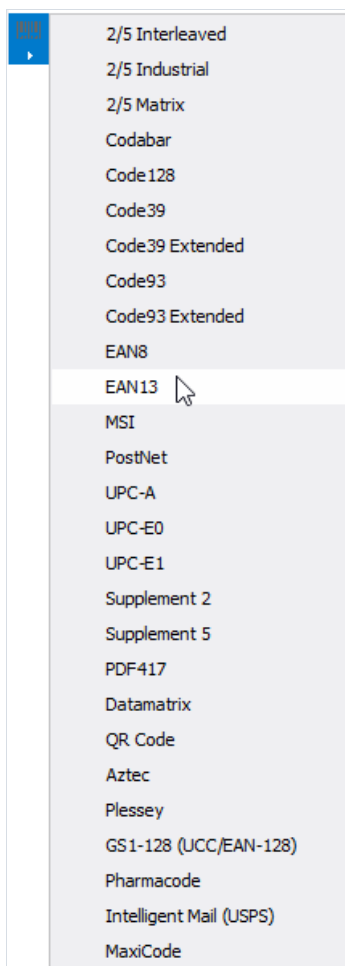 2/5 Interleaved
2/5 Industrial
2/5 Matrix
Codabar
Code128
Code39
Code39 Extended
Code93
Code93 Extended
EAN8
EAN13
MSI
PostNet
UPC-A
UPC-E0
UPC-E1
Supplement 2
Supplement 5
PDF417
Datamatrix
QR Code
Aztec
Plessey
GS1-128 (UCC/EAN-128)
Pharmacode
Intelligent Mail (USPS)
MaxiCode